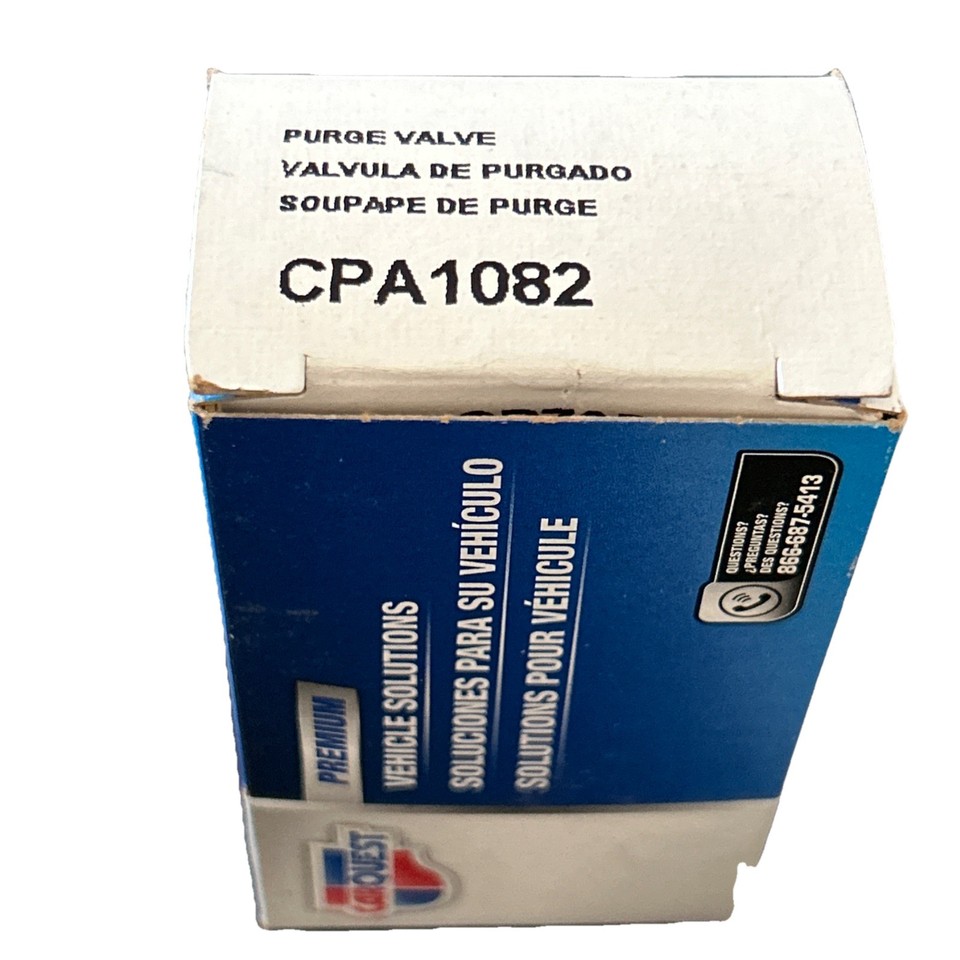 PURGE VALVE
VALVULA DE PURGADO
SOUPAPE DE PURGE
CPA1082
QUESTIONS?
¿PREGUNTAS?
DES QUESTIONS?
866-687-5413
PREMIUM
VEHICLE SOLUTIONS
SOLUCIONES PARA SU VEHÍCULO
SOLUTIONS POUR VÉHICULE
CARQUEST